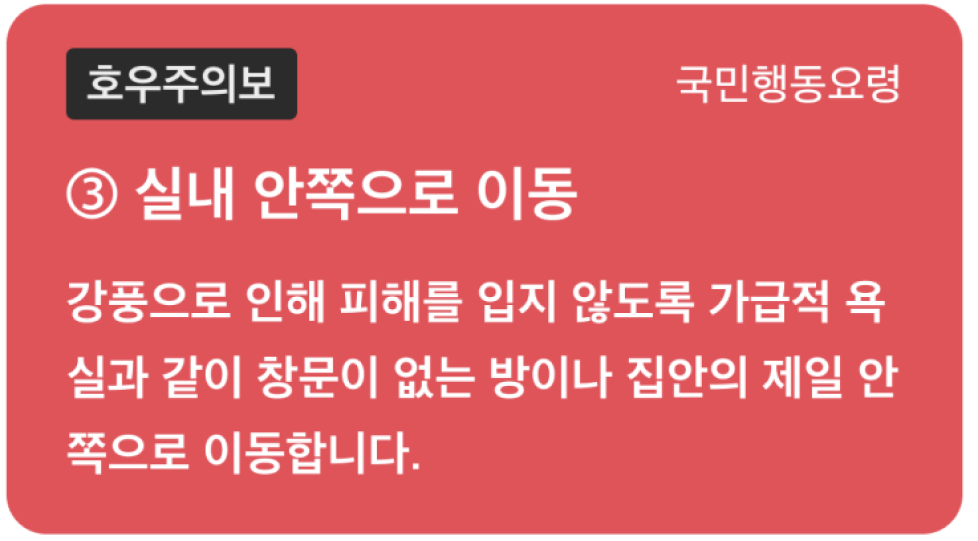 호우주의보
국민행동요령
③ 실내 안쪽으로 이동
강풍으로 인해 피해를 입지 않도록 가급적 욕
실과 같이 창문이 없는 방이나 집안의 제일 안
쪽으로 이동합니다.